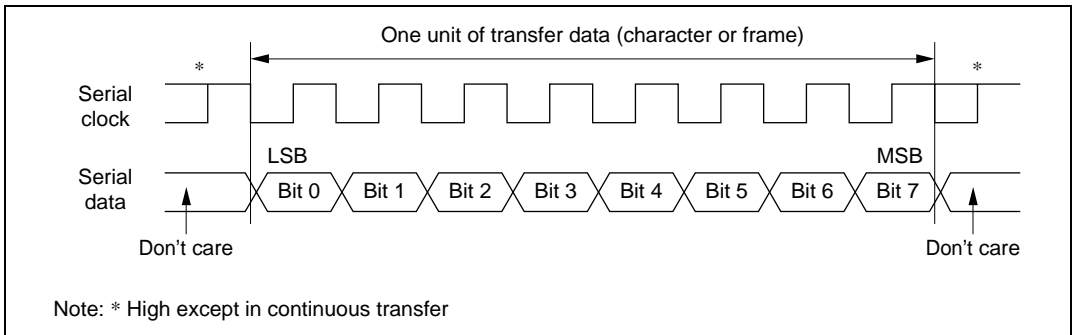 One unit of transfer data (character or frame)
* *
Serial
clock
LSB MSB
Serial
data
Bit 0 Bit 1 Bit 2 Bit 3 Bit 4 Bit 5 Bit 6 Bit 7
Don't care Don't care
Note: * High except in continuous transfer